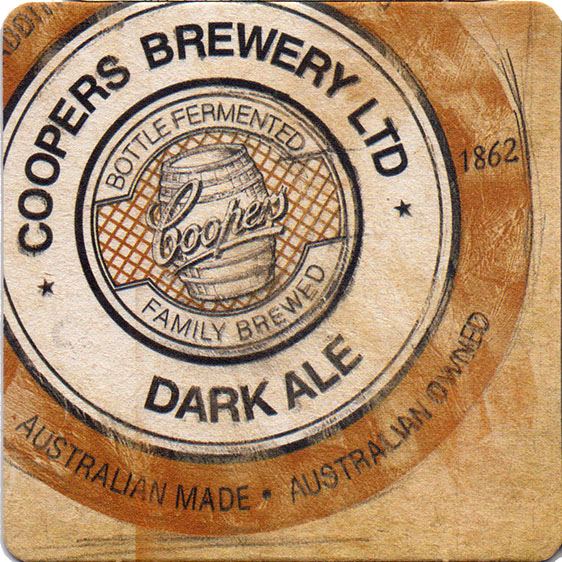 COOPERS BREWERY LTD
BOTTLE FERMENTED
Coopers
FAMILY BREWED
DARK ALE
1862
AUSTRALIAN MADE • AUSTRALIAN OWNED